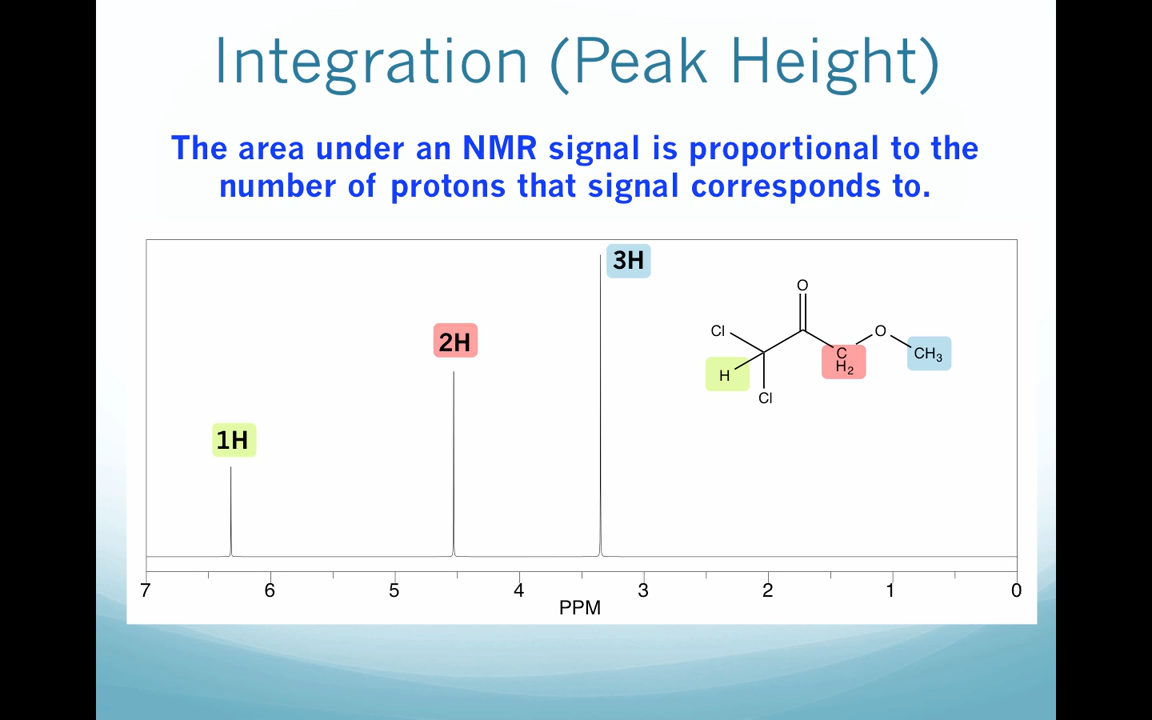 Integration (Peak Height)
The area under an NMR signal is proportional to the
number of protons that signal corresponds to.
3H
2H
1H
O
Cl
O
C
H₂
CH₃
H
Cl
7 6 5 4 3 2 1 0
PPM